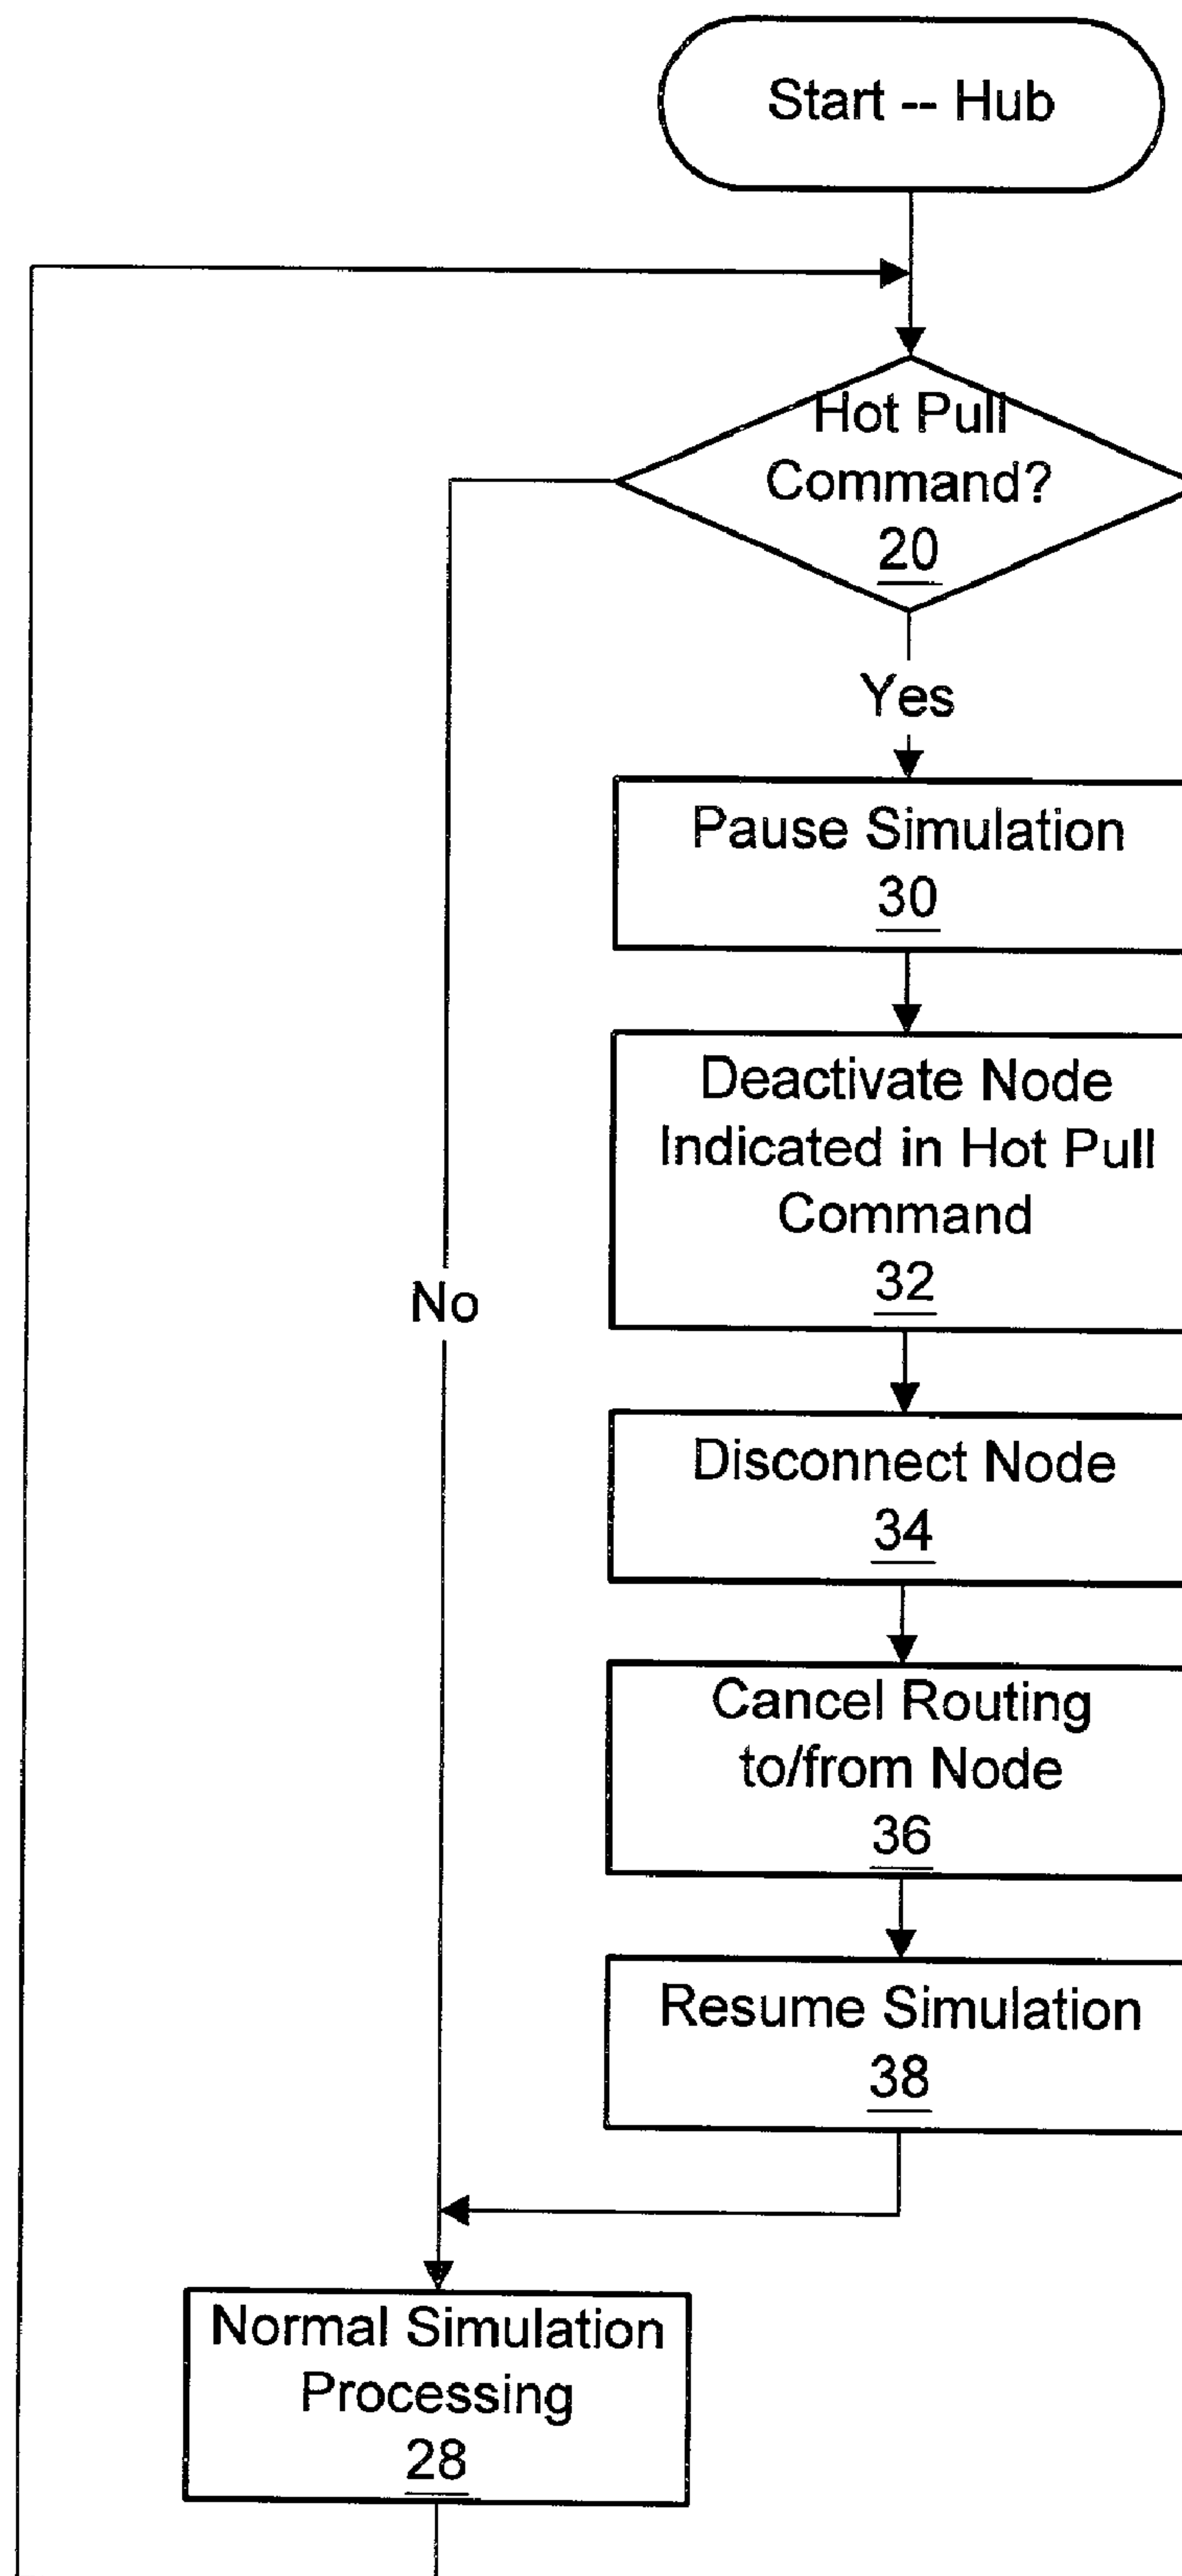 Start -- Hub
Hot Pull
Command?
20
Yes
Pause Simulation
30
Deactivate Node
Indicated in Hot Pull
Command
32
No
Disconnect Node
34
Cancel Routing
to/from Node
36
Resume Simulation
38
Normal Simulation
Processing
28